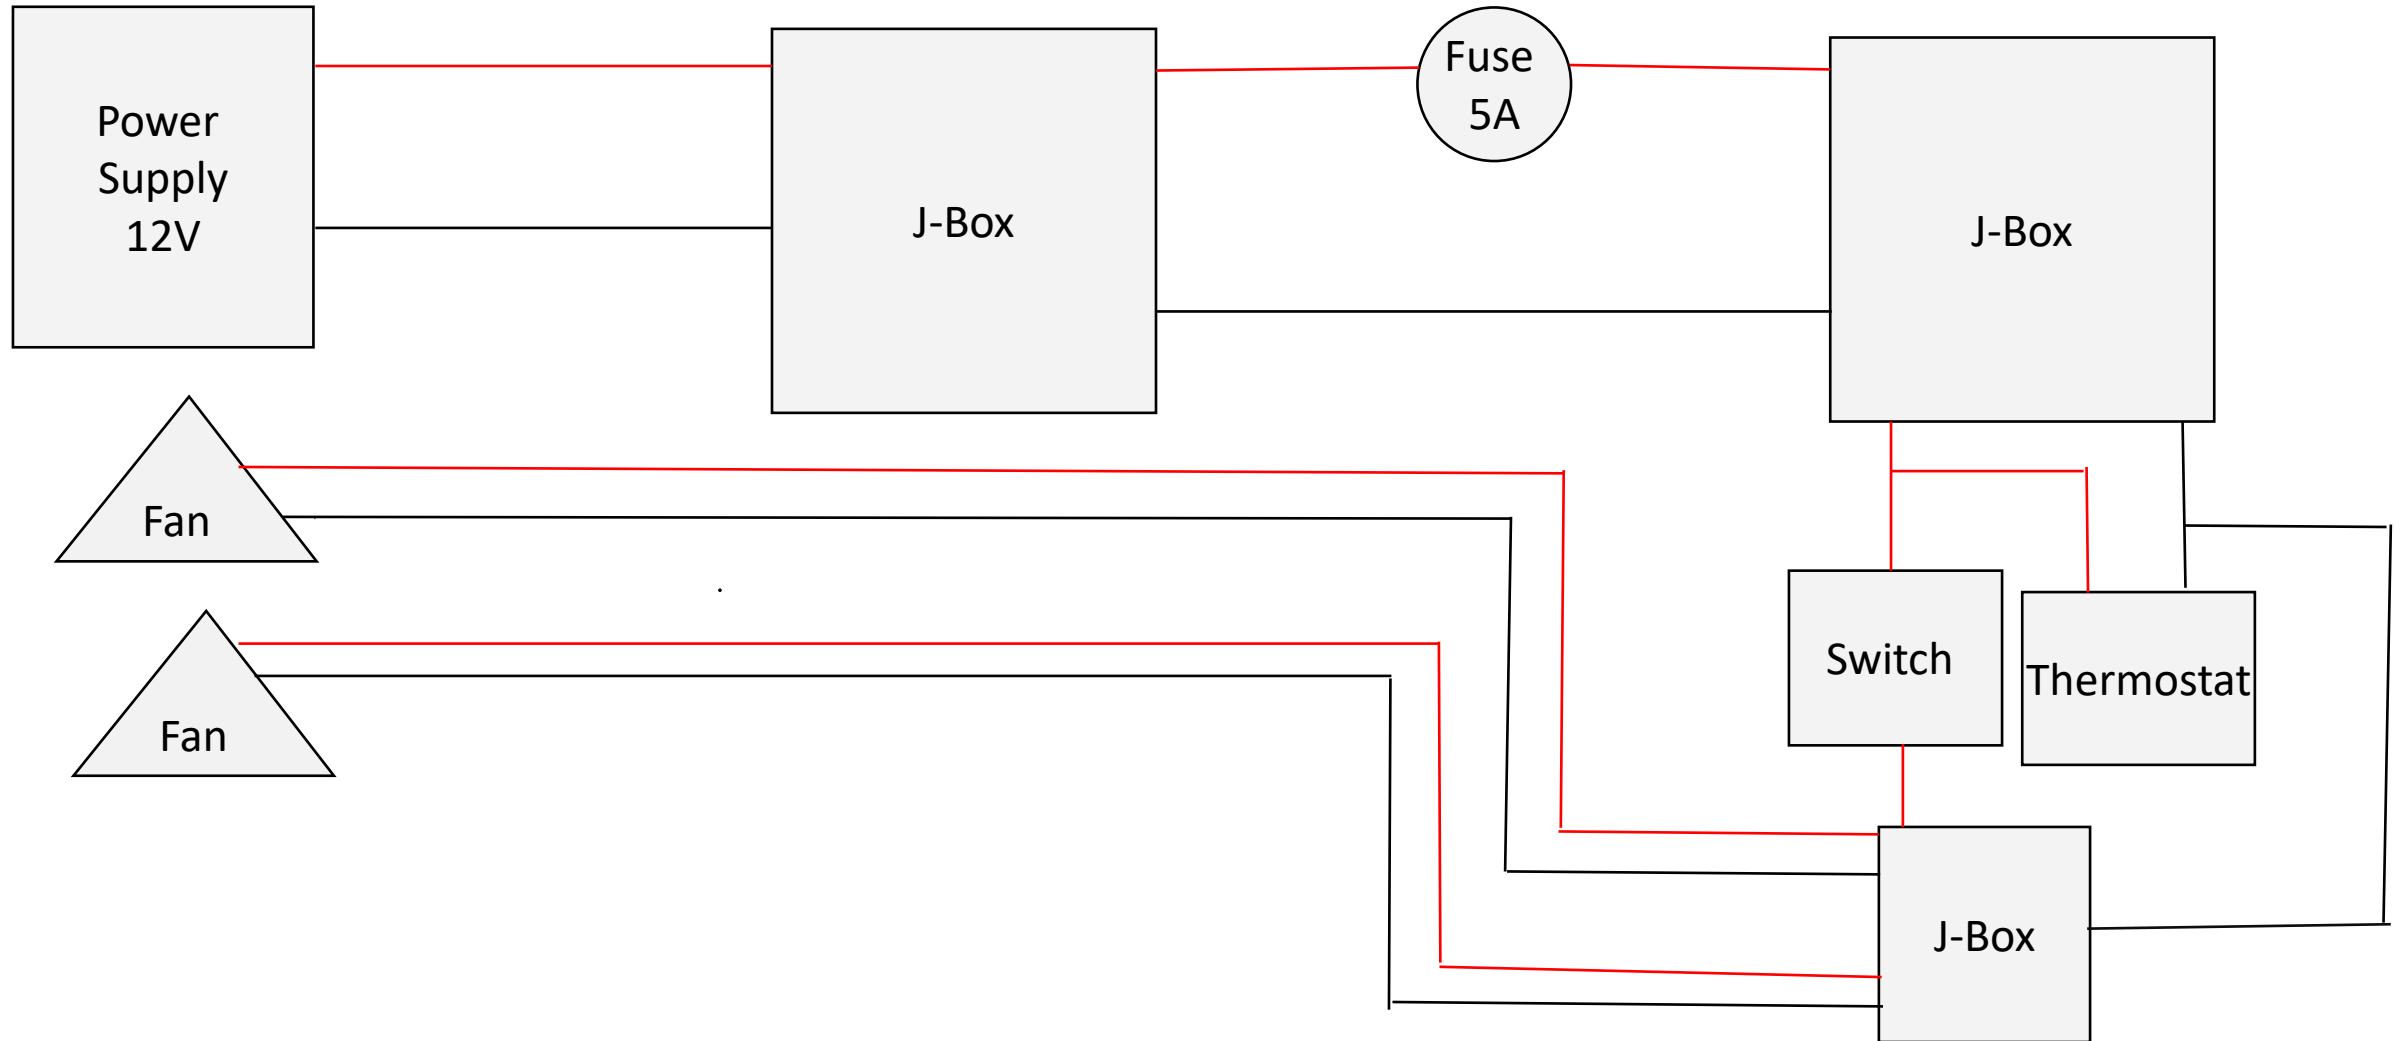 Power
Supply
12V
J-Box
Fuse
5A
J-Box
Fan
Fan
Switch
Thermostat
J-Box